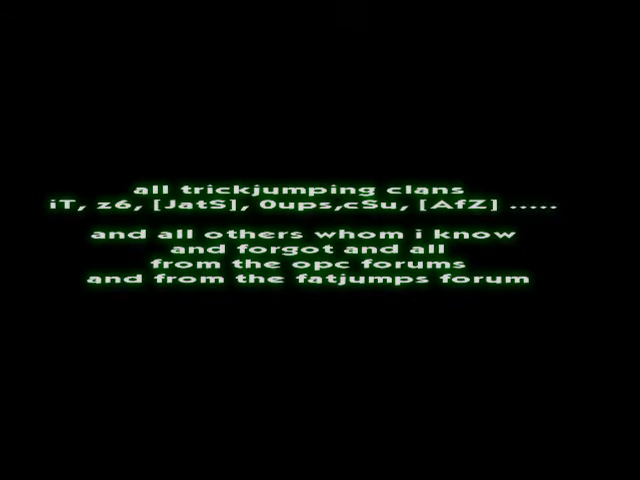 all trickjumping clans
iT, z6, [JatS], 0ups,cSu, [AfZ] .....
and all others whom i know
and forgot and all
from the opc forums
and from the fatjumps forum